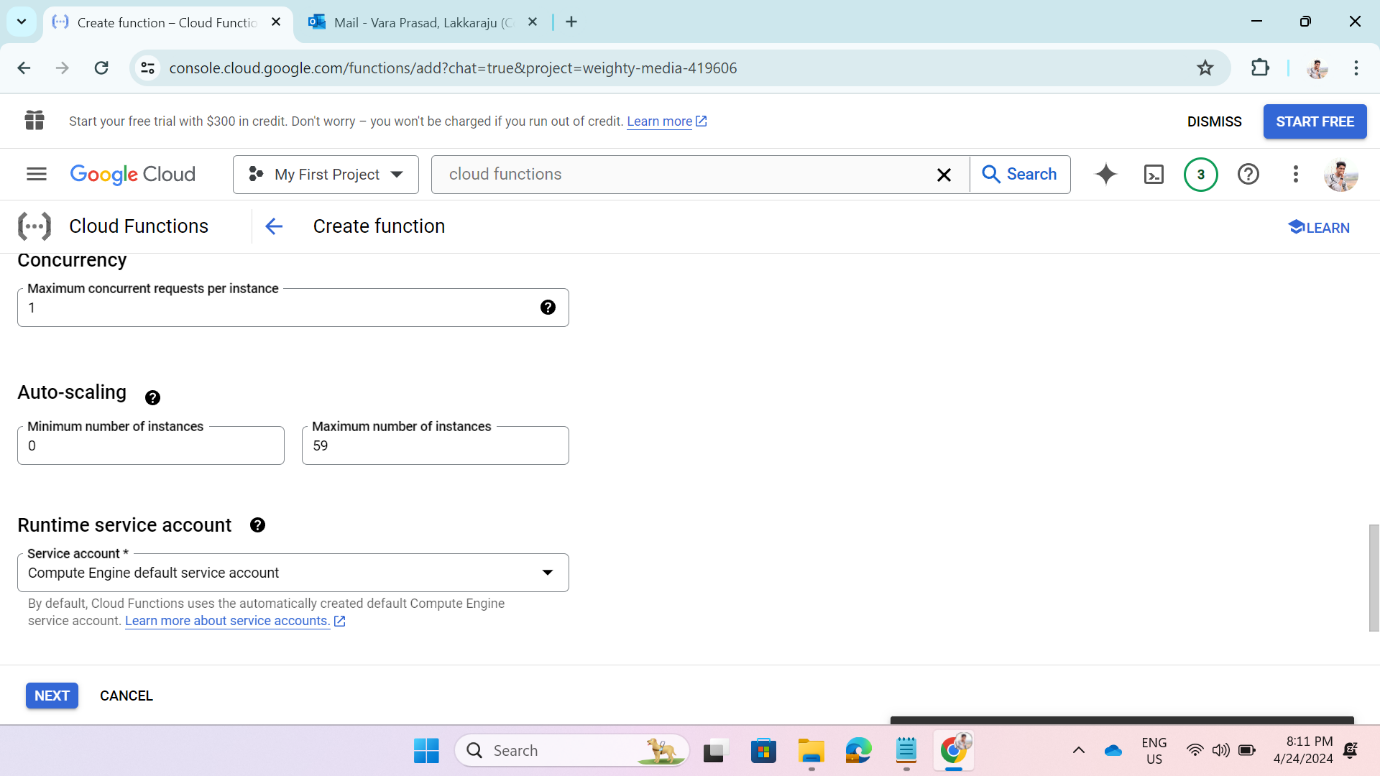 Create function – Cloud Functio
Mail - Vara Prasad, Lakkaraju (C
console.cloud.google.com/functions/add?chat=true&project=weighty-media-419606
Start your free trial with $300 in credit. Don't worry – you won't be charged if you run out of credit. Learn more
DISMISS
START FREE
Google Cloud
My First Project
cloud functions
Search
3
Cloud Functions
Create function
LEARN
Concurrency
Maximum concurrent requests per instance
1
Auto-scaling
Minimum number of instances
0
Maximum number of instances
59
Runtime service account
Service account *
Compute Engine default service account
By default, Cloud Functions uses the automatically created default Compute Engine
service account. Learn more about service accounts.
NEXT
CANCEL
Search
ENG
US
8:11 PM
4/24/2024